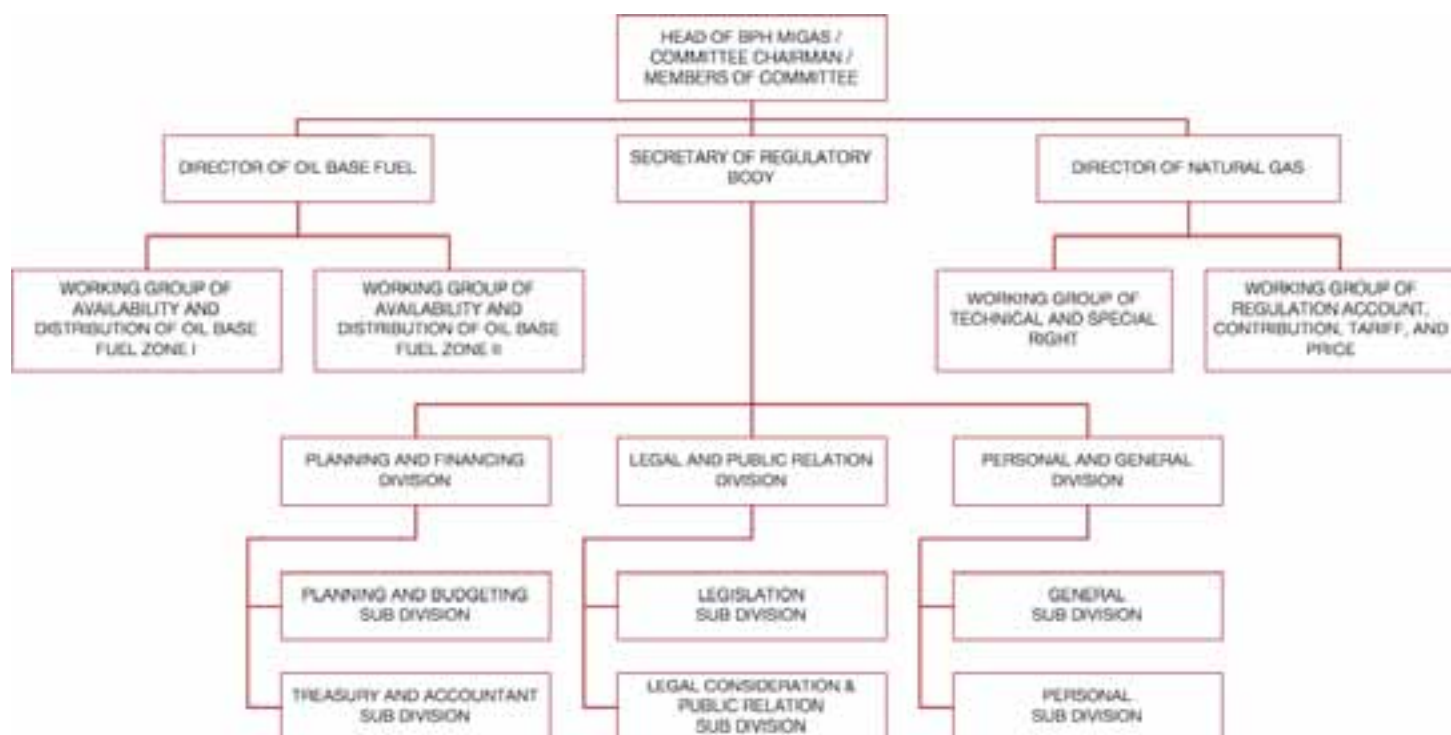 HEAD OF BPH MIGAS /
COMMITTEE CHAIRMAN /
MEMBERS OF COMMITTEE
DIRECTOR OF OIL BASE FUEL
SECRETARY OF REGULATORY
BODY
DIRECTOR OF NATURAL GAS
WORKING GROUP OF
AVAILABILITY AND
DISTRIBUTION OF OIL BASE
FUEL ZONE I
WORKING GROUP OF
AVAILABILITY AND
DISTRIBUTION OF OIL BASE
FUEL ZONE II
WORKING GROUP OF
TECHNICAL AND SPECIAL
RIGHT
WORKING GROUP OF
REGULATION ACCOUNT,
CONTRIBUTION, TARIFF, AND
PRICE
PLANNING AND FINANCING
DIVISION
LEGAL AND PUBLIC RELATION
DIVISION
PERSONAL AND GENERAL
DIVISION
PLANNING AND BUDGETING
SUB DIVISION
LEGISLATION
SUB DIVISION
GENERAL
SUB DIVISION
TREASURY AND ACCOUNTANT
SUB DIVISION
LEGAL CONSIDERATION &
PUBLIC RELATION
SUB DIVISION
PERSONAL
SUB DIVISION